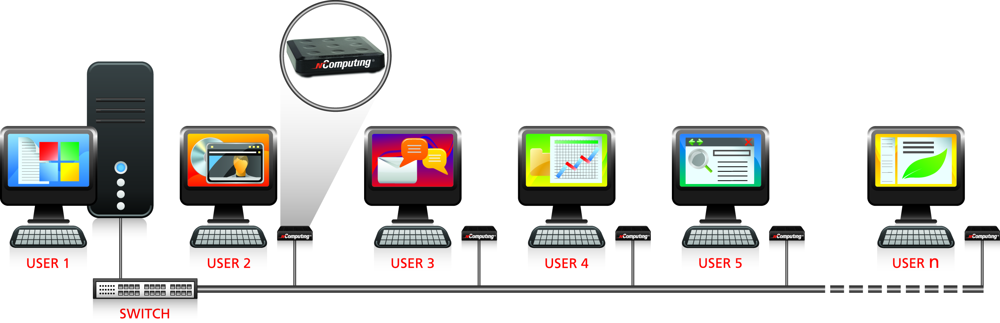 NComputing®
NComputing®
NComputing®
NComputing®
NComputing®
NComputing®
USER 1
USER 2
USER 3
USER 4
USER 5
USER n
SWITCH